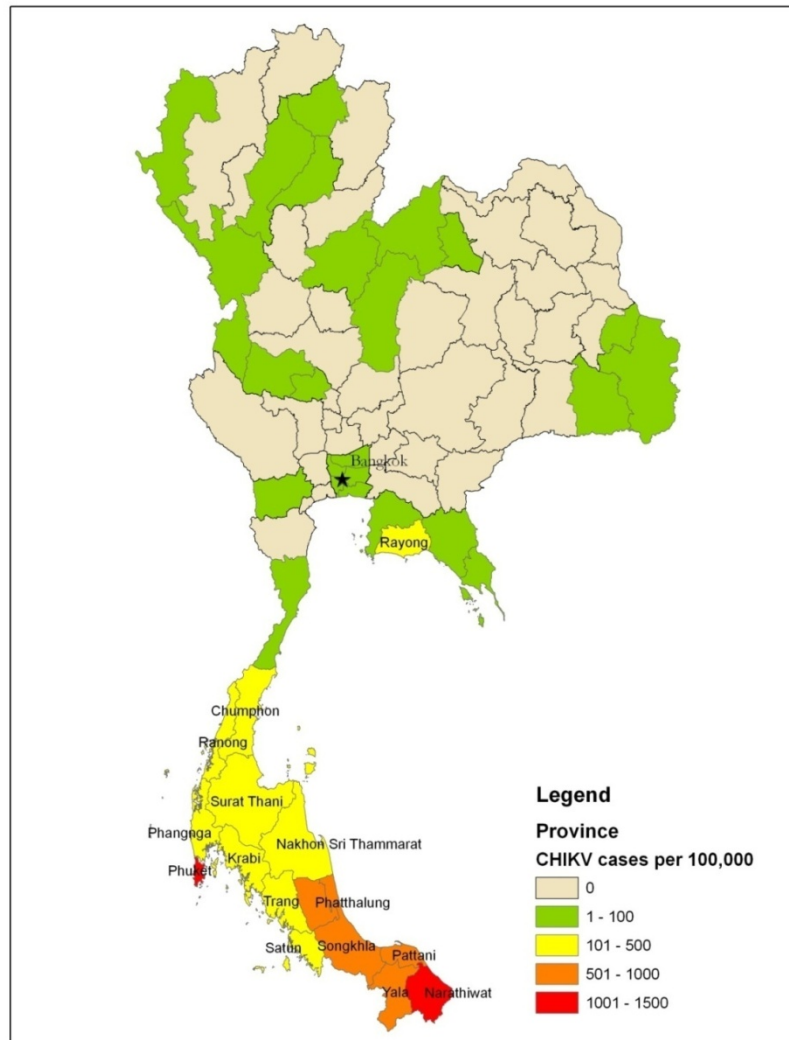 Bangkok
Rayong
Chumphon
Ranong
Surat Thani
Phangnga
Nakhon Sri Thammarat
Krabi
Phuket
Trang
Phatthalung
Satun
Songkhla
Pattani
Yala
Narathiwat
Legend
Province
CHIKV cases per 100,000
0
1 - 100
101 - 500
501 - 1000
1001 - 1500